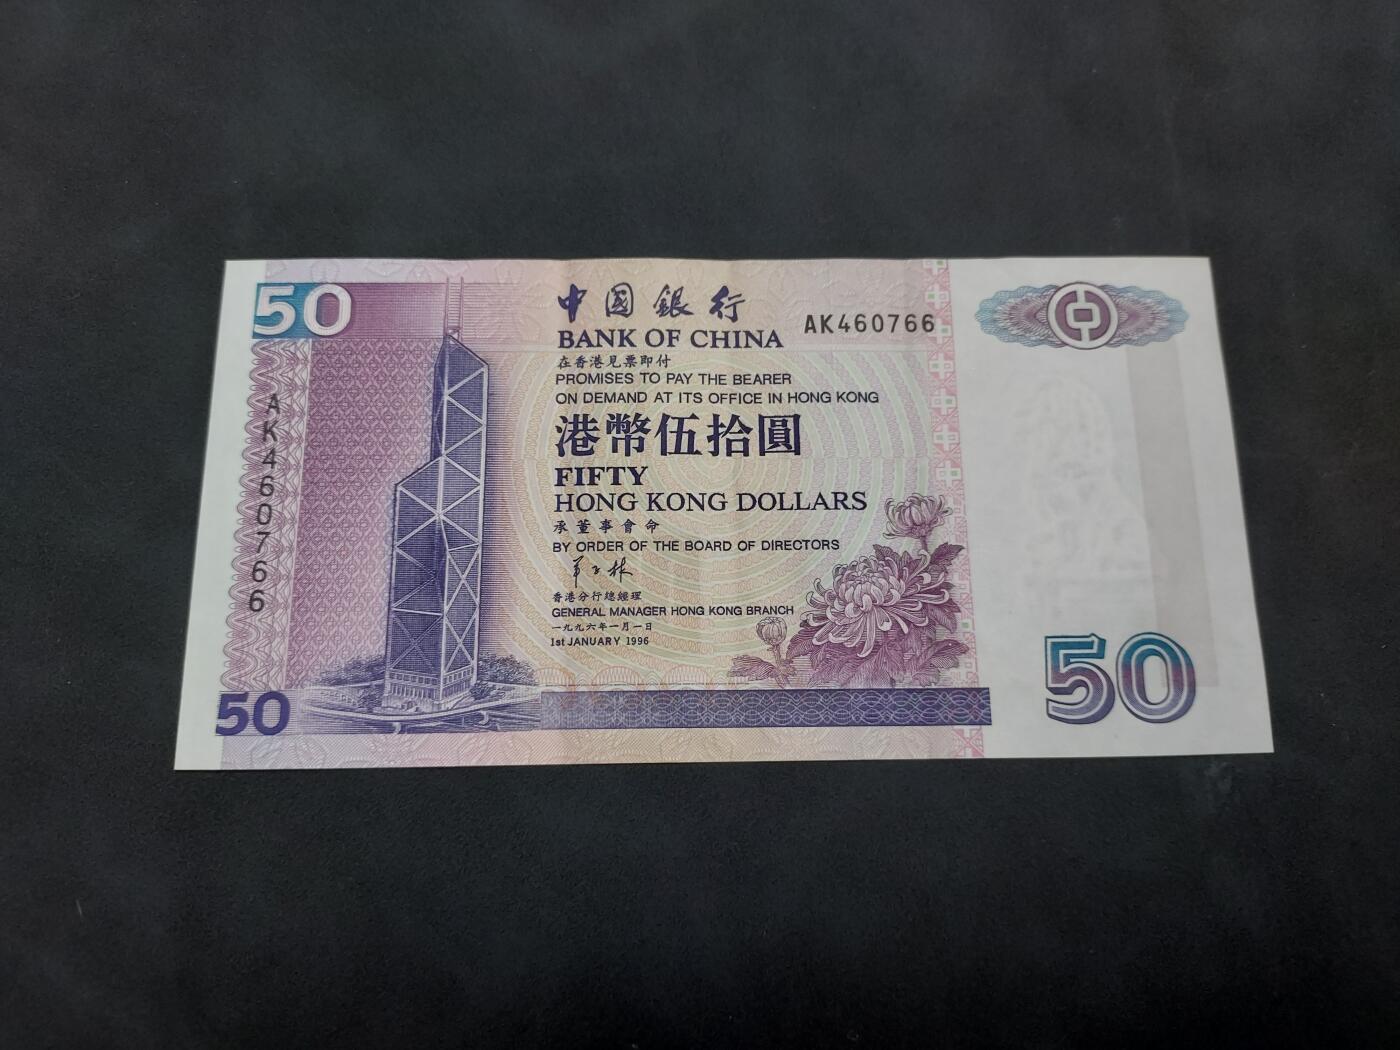 50
中國銀行
BANK OF CHINA
AK460766
在香港見票即付
PROMISES TO PAY THE BEARER
ON DEMAND AT ITS OFFICE IN HONG KONG
港幣伍拾圓
FIFTY
HONG KONG DOLLARS
承董事會命
BY ORDER OF THE BOARD OF DIRECTORS
香港分行總經理
GENERAL MANAGER HONG KONG BRANCH
一九九六年一月一日
1st JANUARY 1996
AK460766
50
50